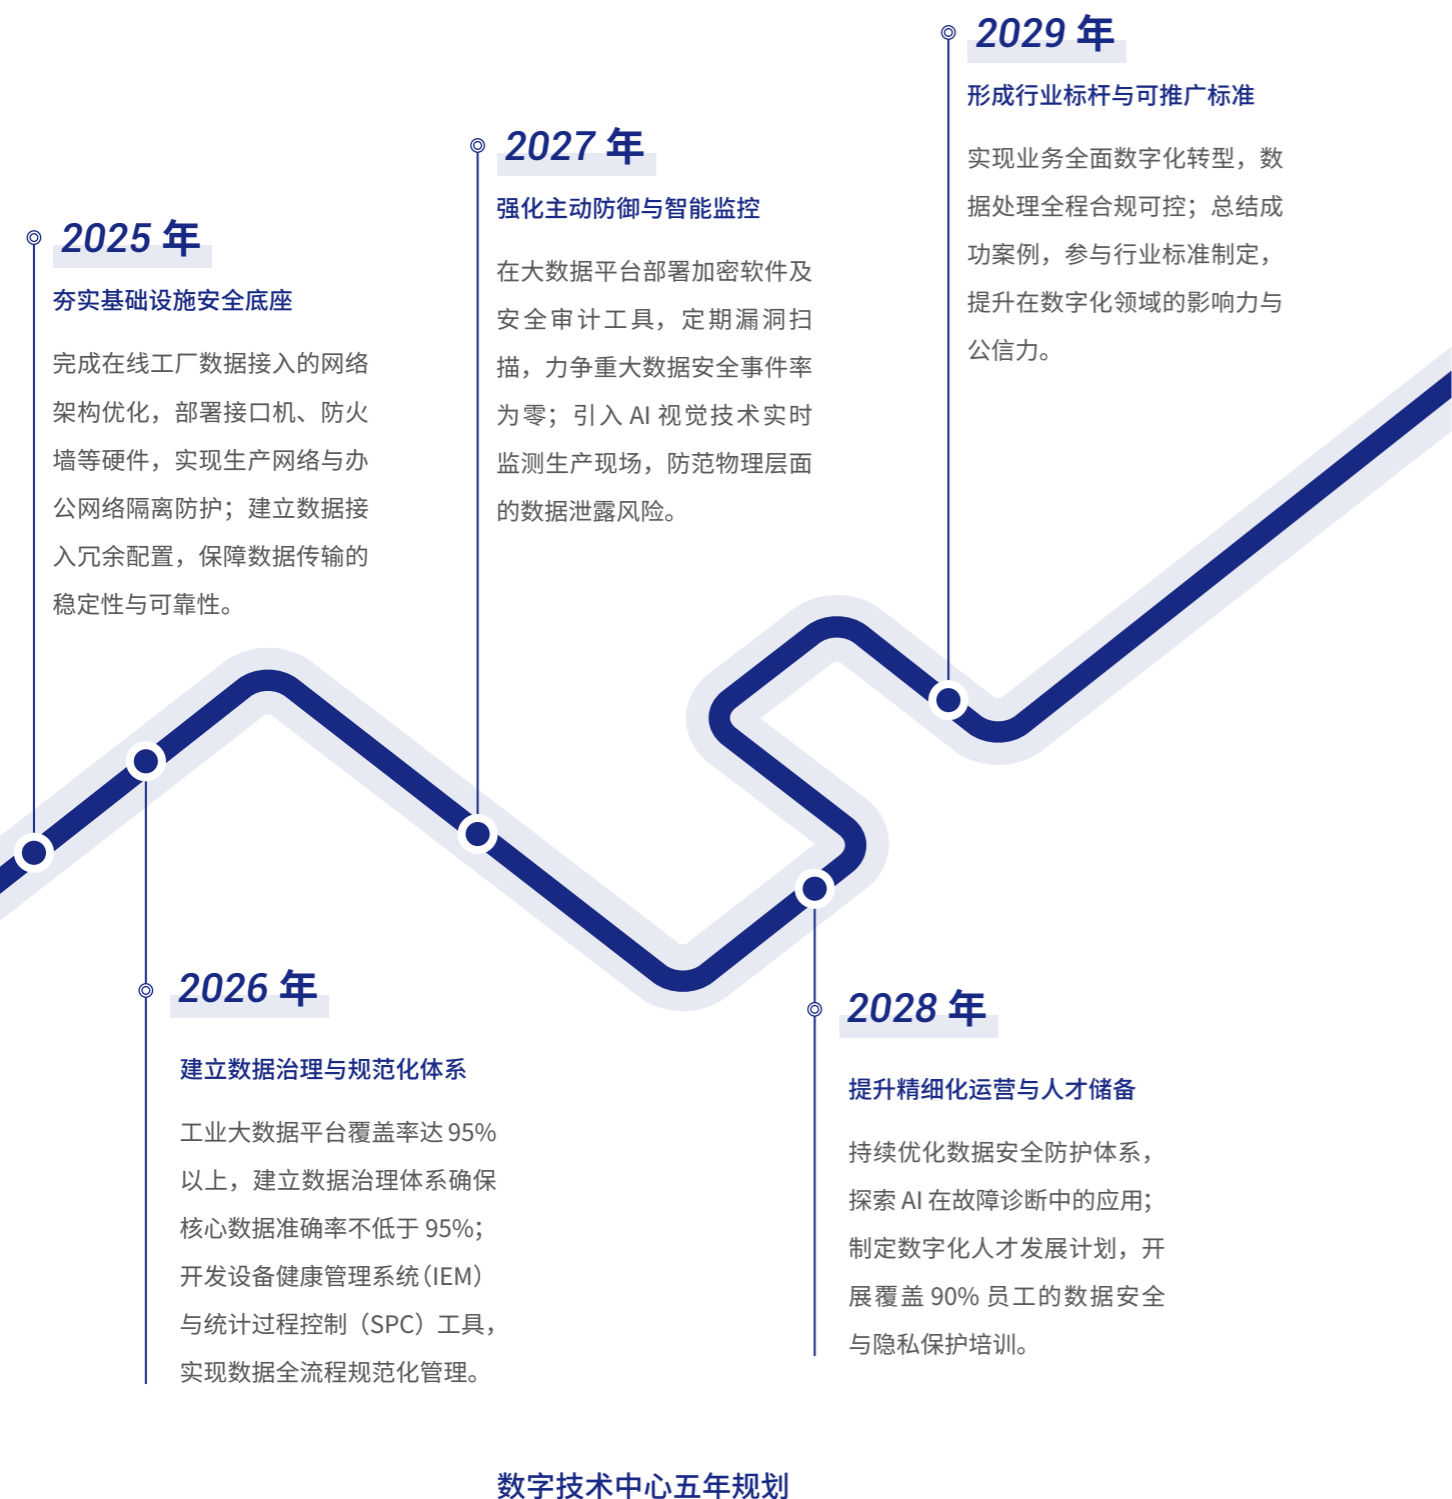 2025 年
夯实基础设施安全底座
完成在线工厂数据接入的网络
架构优化，部署接口机、防火
墙等硬件，实现生产网络与办
公网络隔离防护；建立数据接
入冗余配置，保障数据传输的
稳定性与可靠性。
2026 年
建立数据治理与规范化体系
工业大数据平台覆盖率达 95%
以上，建立数据治理体系确保
核心数据准确率不低于 95%；
开发设备健康管理系统（IEM）
与统计过程控制（SPC）工具，
实现数据全流程规范化管理。
2027 年
强化主动防御与智能监控
在大数据平台部署加密软件及
安全审计工具，定期漏洞扫
描，力争重大数据安全事件率
为零；引入 AI 视觉技术实时
监测生产现场，防范物理层面
的数据泄露风险。
2028 年
提升精细化运营与人才储备
持续优化数据安全防护体系，
探索 AI 在故障诊断中的应用；
制定数字化人才发展计划，开
展覆盖 90% 员工的数据安全
与隐私保护培训。
2029 年
形成行业标杆与可推广标准
实现业务全面数字化转型，数
据处理全程合规可控；总结成
功案例，参与行业标准制定，
提升在数字化领域的影响力与
公信力。
数字技术中心五年规划